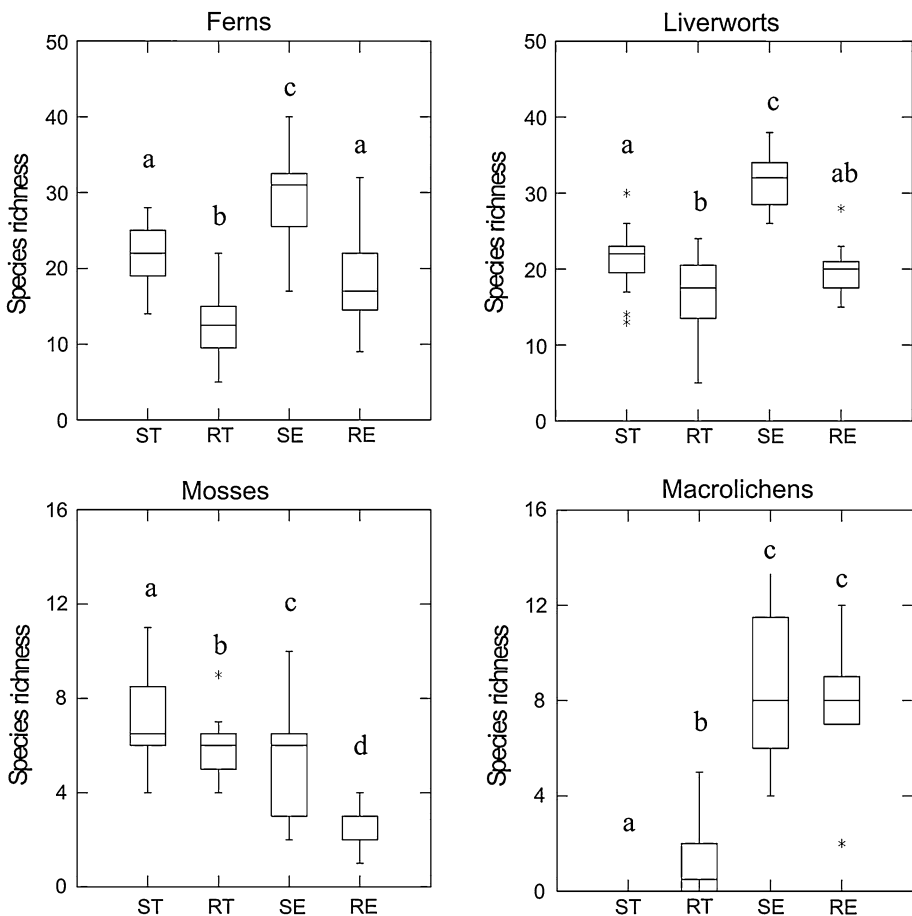 Ferns
Species richness
50
40
30
20
10
0
a
b
c
a
ST RT SE RE
Liverworts
Species richness
50
40
30
20
10
0
a
b
c
ab
ST RT SE RE
Mosses
Species richness
16
12
8
4
0
a
b
c
d
ST RT SE RE
Macrolichens
Species richness
16
12
8
4
0
a
b
c
c
ST RT SE RE